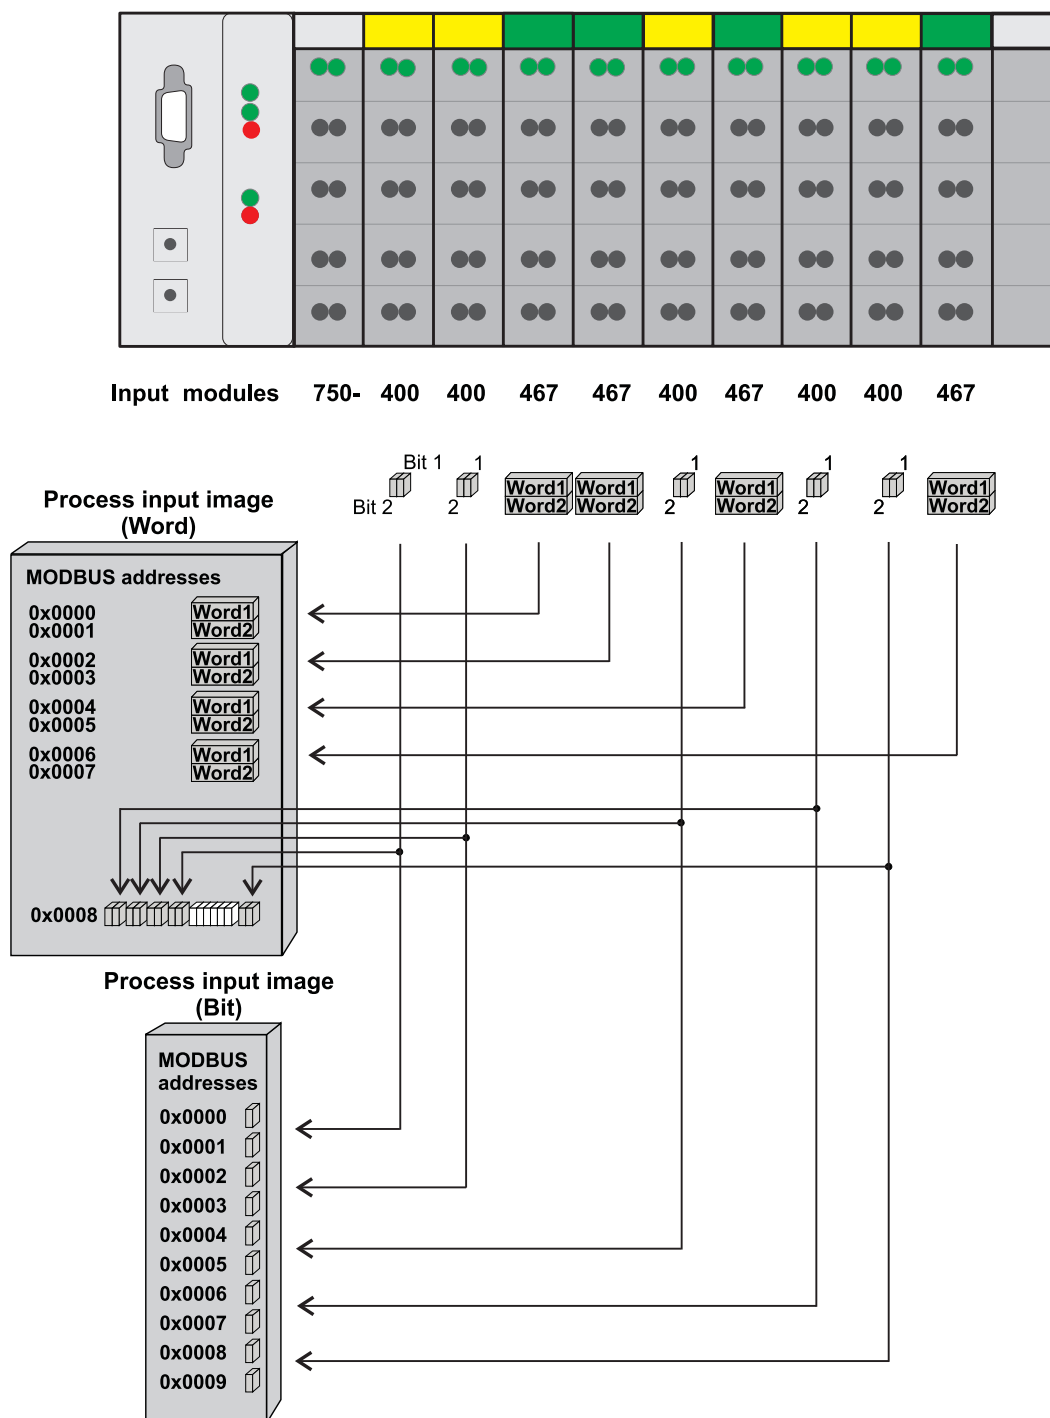 Input modules 750- 400 400 467 467 400 467 400 400 467
Bit 1 1 1 1 1
Word1 Word1 Word1 Word1
Bit 2 2 Word2 Word2 2 Word2 2 2 Word2
Process input image
(Word)
MODBUS addresses
0x0000 Word1
0x0001 Word2
0x0002 Word1
0x0003 Word2
0x0004 Word1
0x0005 Word2
0x0006 Word1
0x0007 Word2
0x0008
Process input image
(Bit)
MODBUS
addresses
0x0000
0x0001
0x0002
0x0003
0x0004
0x0005
0x0006
0x0007
0x0008
0x0009